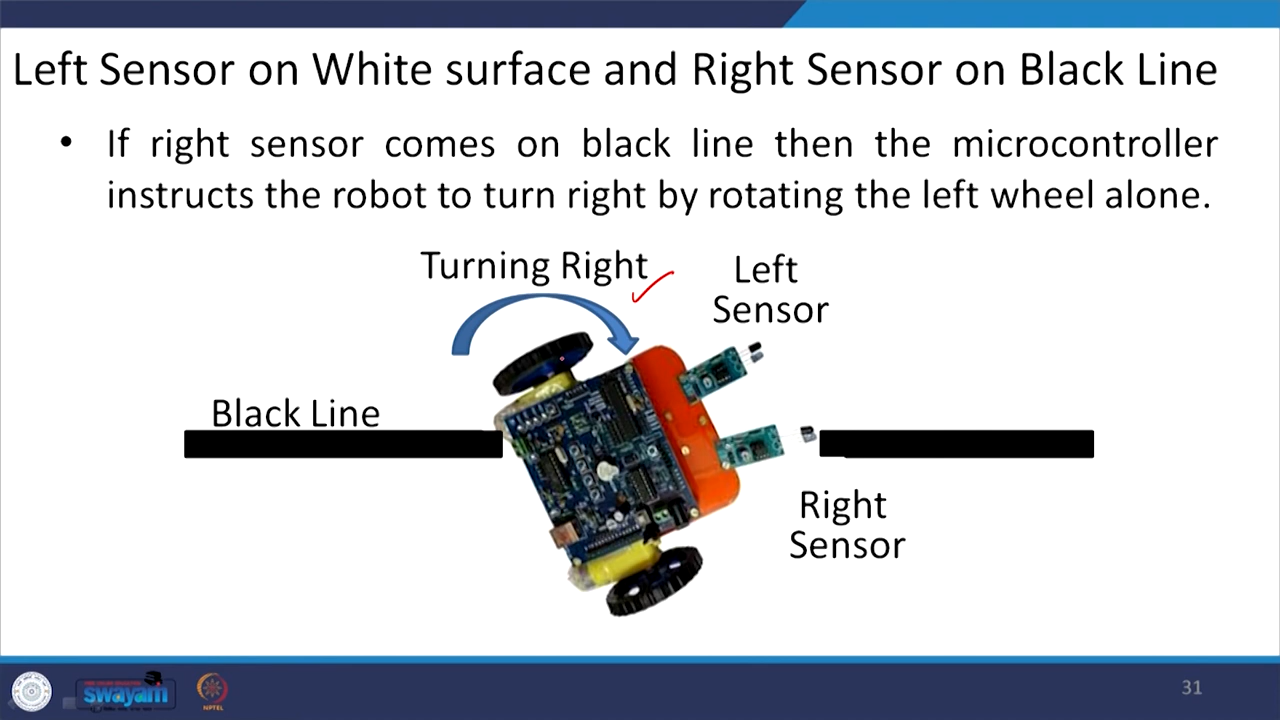 Left Sensor on White surface and Right Sensor on Black Line
• If right sensor comes on black line then the microcontroller
instructs the robot to turn right by rotating the left wheel alone.
Turning Right
Left
Sensor
Black Line
Right
Sensor
swayam
NPTEL
31